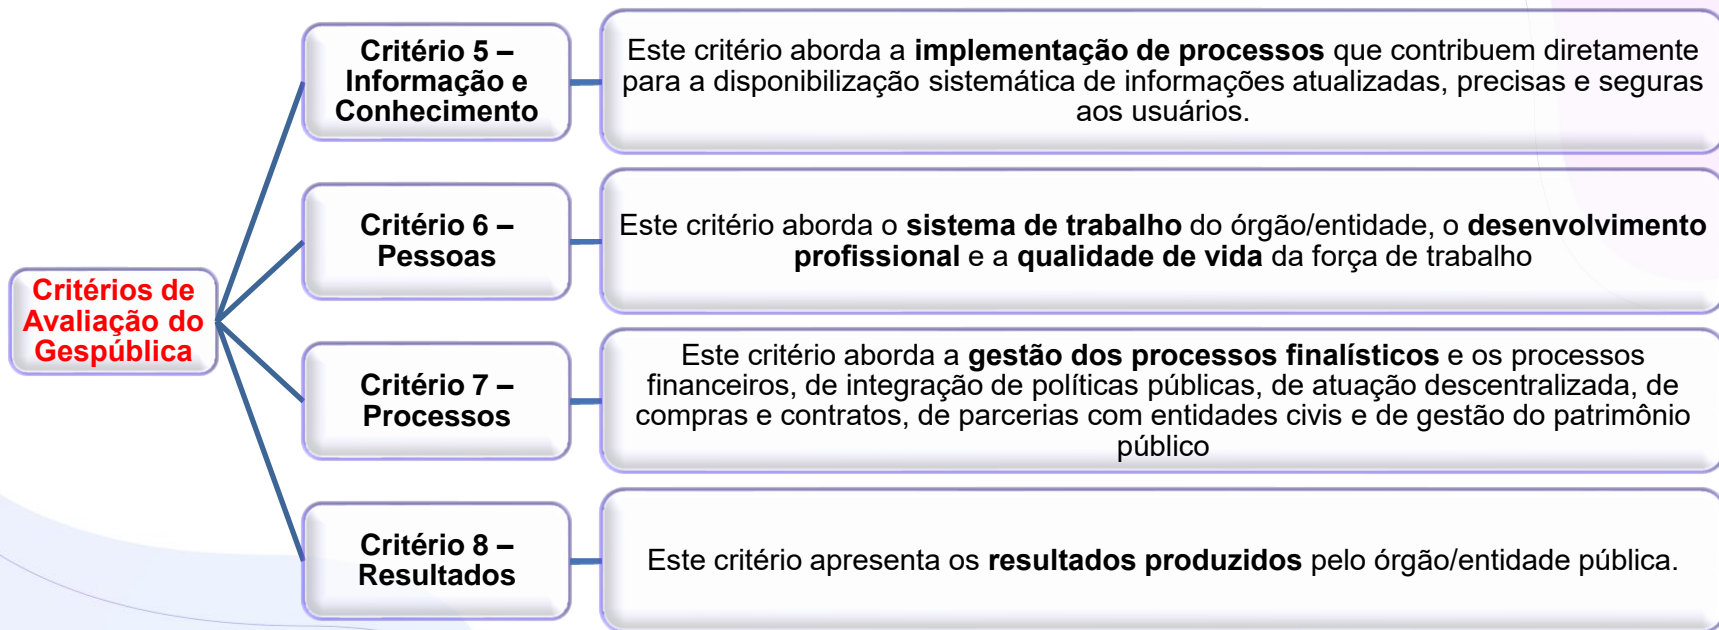 Critérios de
Avaliação do
Gespública
Critério 5 –
Informação e
Conhecimento
Este critério aborda a implementação de processos que contribuem diretamente
para a disponibilização sistemática de informações atualizadas, precisas e seguras
aos usuários.
Critério 6 –
Pessoas
Este critério aborda o sistema de trabalho do órgão/entidade, o desenvolvimento
profissional e a qualidade de vida da força de trabalho
Critério 7 –
Processos
Este critério aborda a gestão dos processos finalísticos e os processos
financeiros, de integração de políticas públicas, de atuação descentralizada, de
compras e contratos, de parcerias com entidades civis e de gestão do patrimônio
público
Critério 8 –
Resultados
Este critério apresenta os resultados produzidos pelo órgão/entidade pública.